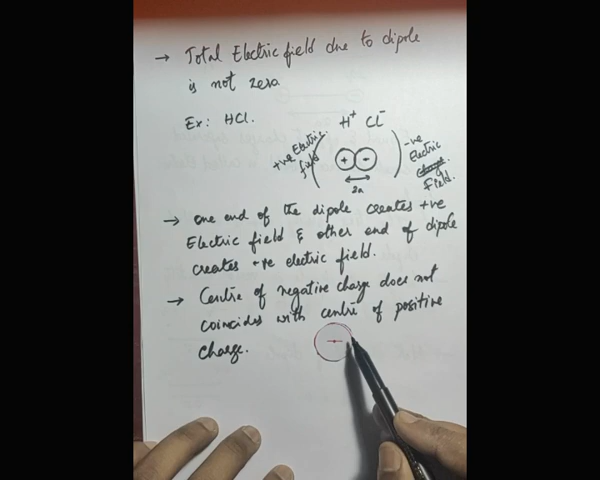 → Total Electric field due to dipole
is not zero.
Ex: HCl.
H⁺ Cl⁻
+ve Electric
field
-ve
Electric
Field.
+ -
2a
→ one end of the dipole creates +ve
Electric field & other end of dipole
creates -ve electric field.
→ Centre of negative charge does not
coincides with centre of positive
charge.
-